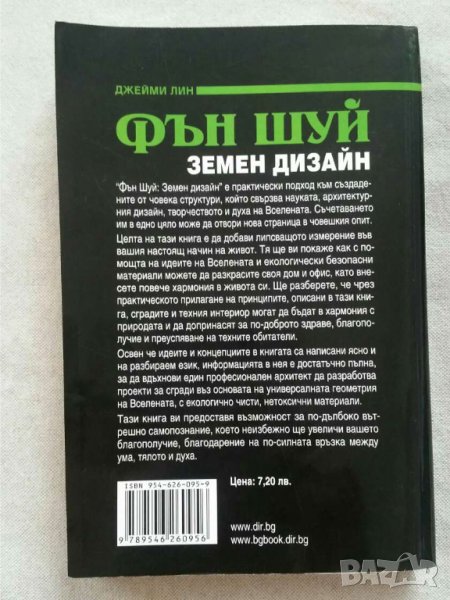 ДЖЕЙМИ ЛИН
ФЪН ШУЙ
ЗЕМЕН ДИЗАЙН
"Фън Шуй: Земен дизайн" е практически подход към създаде-
ните от човека структури, който свързва науката, архитектур-
ния дизайн, творчеството и духа на Вселената. Съчетаването
им в едно цяло може да отвори нова страница в човешкия опит.
Целта на тази книга е да добави липсващото измерение във
вашия настоящ начин на живот. Тя ще ви покаже как с по-
мощта на идеите на Вселената и екологически безопасни
материали можете да разкрасите своя дом и офис, като вне-
сете повече хармония в живота си. Ще разберете, че чрез
практическото прилагане на принципите, описани в тази кни-
га, сградите и техния интериор могат да бъдат в хармония с
природата и да допринасят за по-доброто здраве, благопо-
лучие и преуспяване на техните обитатели.
Освен че идеите и концепциите в книгата са написани ясно и
на разбираем език, информацията в нея е достатъчно пълна,
за да вдъхнови един професионален архитект да разработва
проекти за сгради въз основата на универсалната геометрия
на Вселената, с екологично чисти, нетоксични материали.
Тази книга ви предоставя възможност за по-дълбоко вът-
решно самопознание, което неизбежно ще увеличи вашето
благополучие, благодарение на по-силната връзка между
ума, тялото и духа.
Цена: 7,20 лв.
ISBN 954-626-095-9
9789546260956
www.dir.bg
www.bgbook.dir.bg
bazar